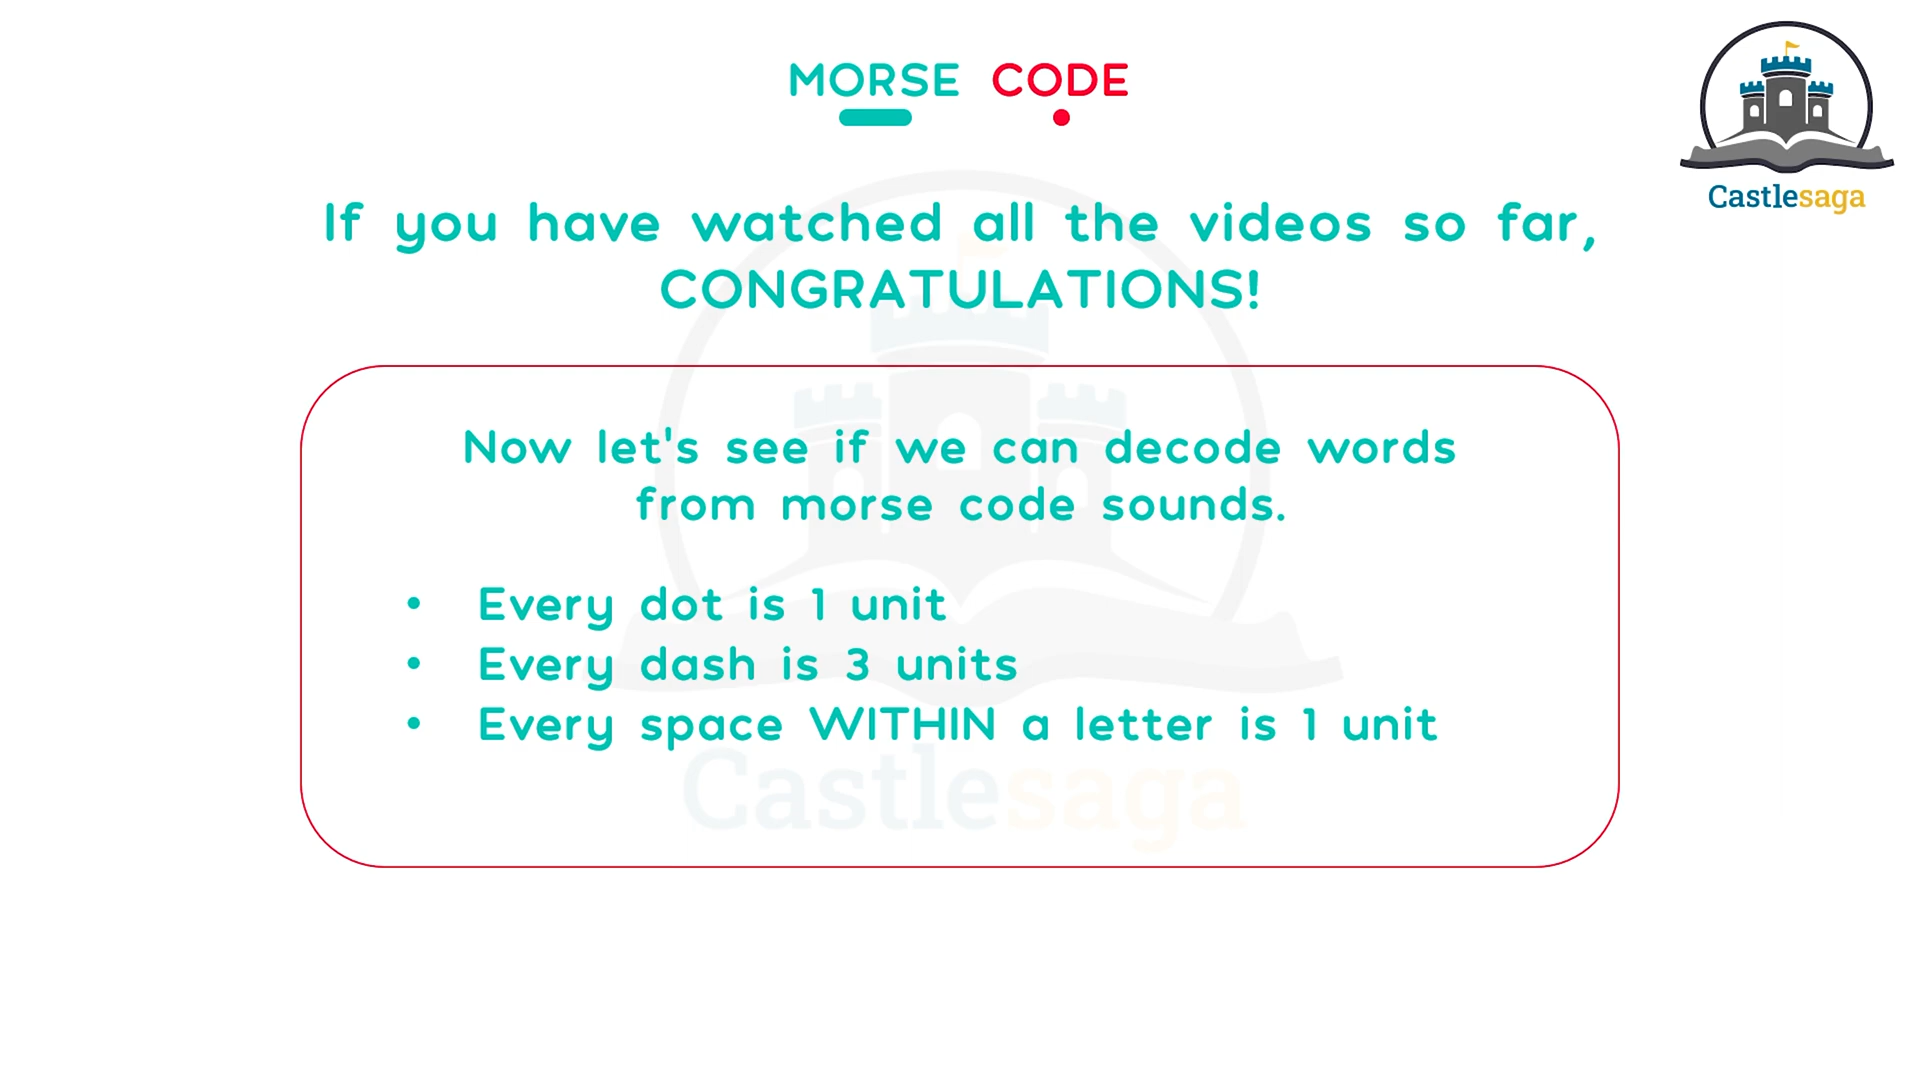 MORSE CODE
Castlesaga
If you have watched all the videos so far,
CONGRATULATIONS!
Now let's see if we can decode words
from morse code sounds.
• Every dot is 1 unit
• Every dash is 3 units
• Every space WITHIN a letter is 1 unit
Castlesaga